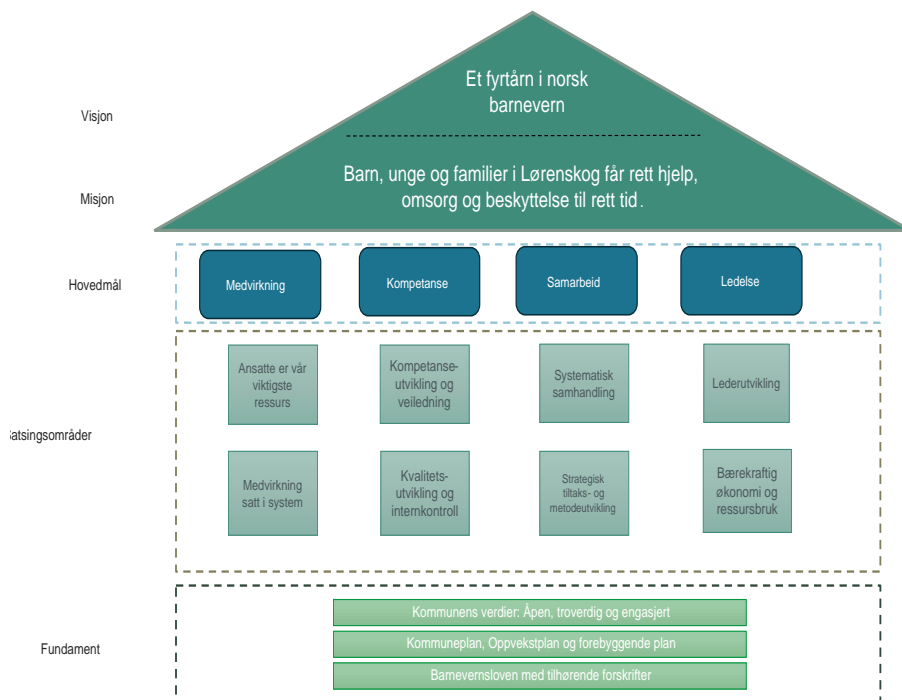 Et fyrtårn i norsk
barnevern
Visjon
Barn, unge og familier i Lørenskog får rett hjelp,
omsorg og beskyttelse til rett tid.
Misjon
Hovedmål
Medvirkning
Kompetanse
Samarbeid
Ledelse
Ansatte er vår
viktigste
ressurs
Kompetanse-
utvikling og
veiledning
Systematisk
samhandling
Lederutvikling
atsingsområder
Medvirkning
satt i system
Kvalitets-
utvikling og
internkontroll
Strategisk
tiltaks- og
metodeutvikling
Bærekraftig
økonomi og
ressursbruk
Fundament
Kommunens verdier: Åpen, troverdig og engasjert
Kommuneplan, Oppvekstplan og forebyggende plan
Barnevernsloven med tilhørende forskrifter